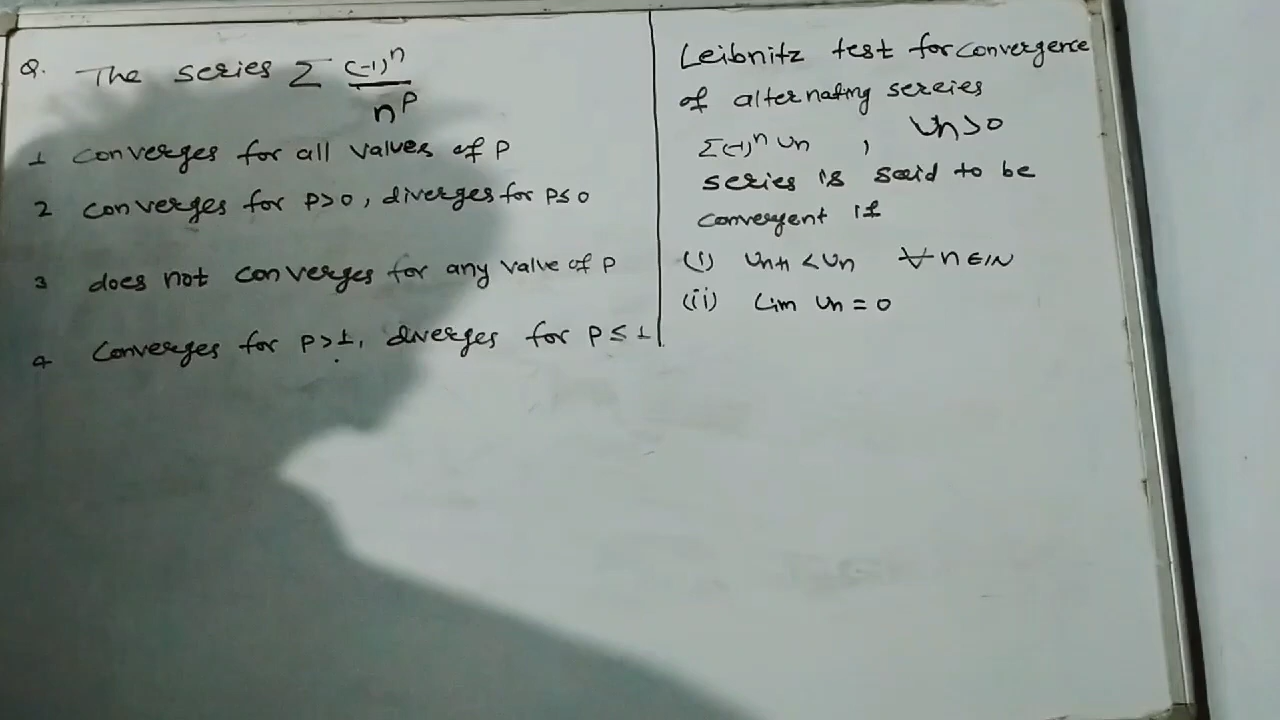 Q. The series Σ (-1)^n / n^p
1 converges for all values of P
2 converges for P>0, diverges for P≤0
3 does not converges for any value of P
4 converges for P>1, diverges for P≤1
Leibnitz test for convergence
of alternating sereies
Σ(-1)^n Un , Un>0
series is said to be
convergent if
(i) Un+1 < Un ∀ n ∈ IN
(ii) Lim Un = 0